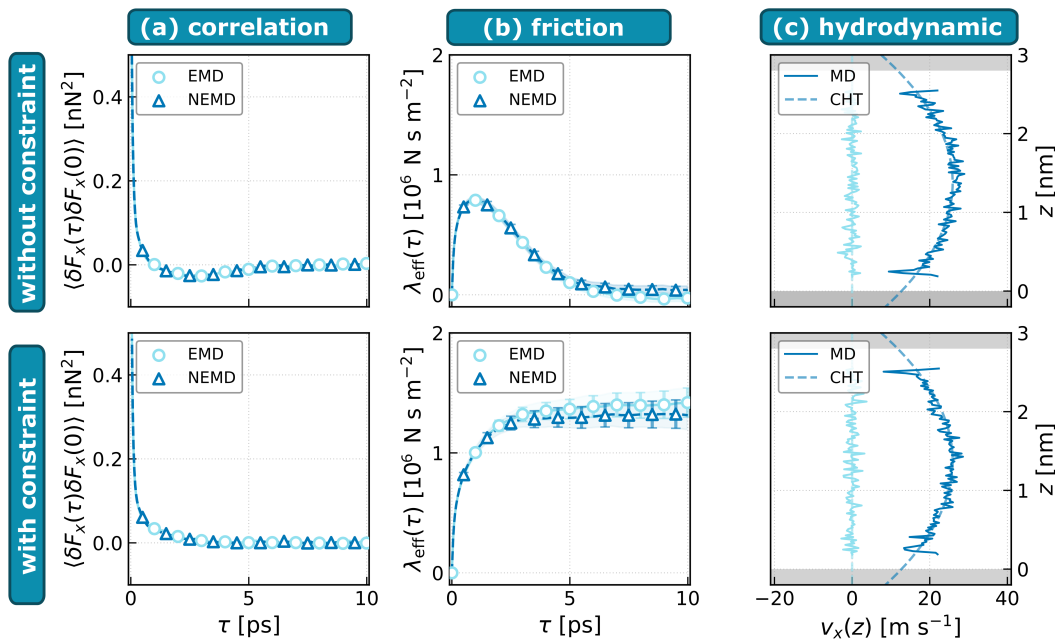 (a) correlation
(b) friction
(c) hydrodynamic
without constraint
⟨δFₓ(τ)δFₓ(0)⟩ [nN²]
0.4
0.2
0.0
EMD
NEMD
λeff(τ) [10⁶ N s m⁻²]
2
1
0
EMD
NEMD
MD
CHT
3
2
1
0
z [nm]
with constraint
⟨δFₓ(τ)δFₓ(0)⟩ [nN²]
0.4
0.2
0.0
EMD
NEMD
0
5
10
τ [ps]
λeff(τ) [10⁶ N s m⁻²]
2
1
0
EMD
NEMD
0
5
10
τ [ps]
MD
CHT
3
2
1
0
z [nm]
−20
0
20
40
vₓ(z) [m s⁻¹]